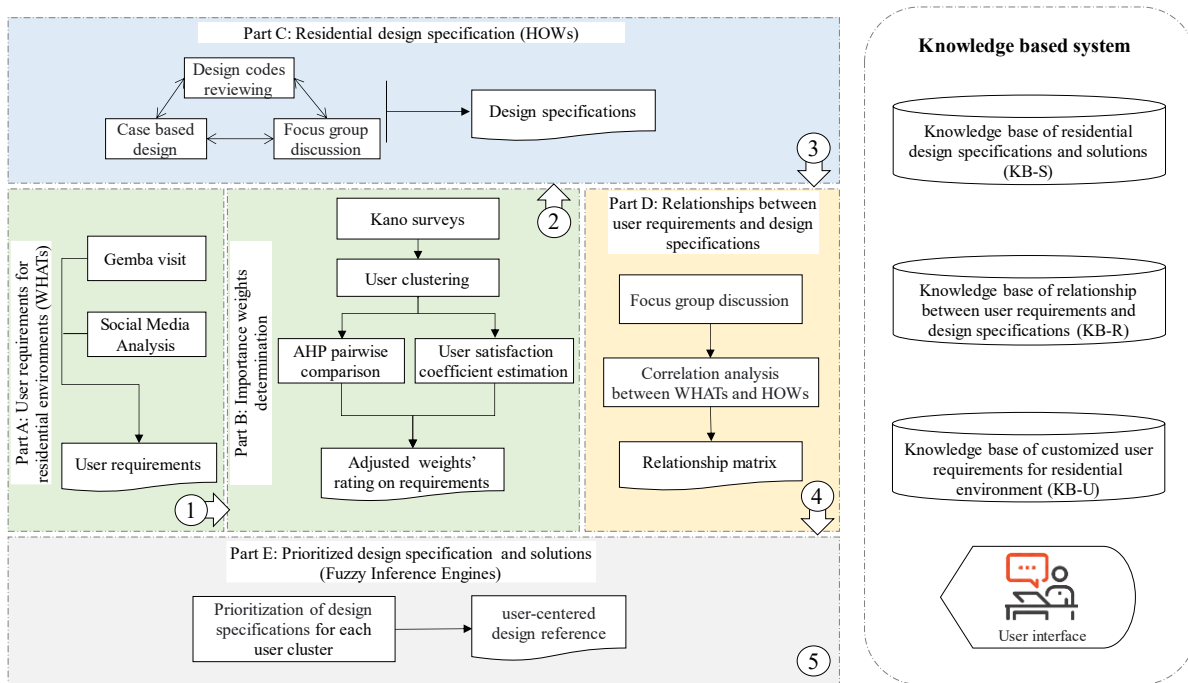 Part C: Residential design specification (HOWs)
Design codes
reviewing
Case based
design
Focus group
discussion
Design specifications
3
Part A: User requirements for
residential environments (WHATs)
Gemba visit
Social Media
Analysis
User requirements
1
Part B: Importance weights
determination
2
Kano surveys
User clustering
AHP pairwise
comparison
User satisfaction
coefficient estimation
Adjusted weights’
rating on requirements
Part D: Relationships between
user requirements and design
specifications
Focus group discussion
Correlation analysis
between WHATs and HOWs
Relationship matrix
4
Part E: Prioritized design specification and solutions
(Fuzzy Inference Engines)
Prioritization of design
specifications for each
user cluster
user-centered
design reference
5
Knowledge based system
Knowledge base of residential
design specifications and solutions
(KB-S)
Knowledge base of relationship
between user requirements and
design specifications (KB-R)
Knowledge base of customized user
requirements for residential
environment (KB-U)
User interface